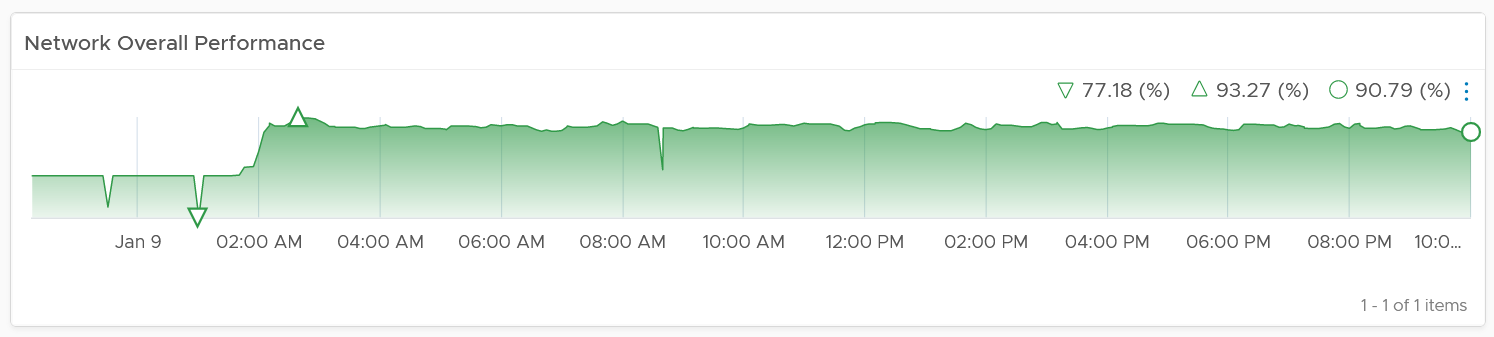 Network Overall Performance
77.18 (%) 93.27 (%) 90.79 (%)
Jan 9 02:00 AM 04:00 AM 06:00 AM 08:00 AM 10:00 AM 12:00 PM 02:00 PM 04:00 PM 06:00 PM 08:00 PM 10:0...
1 - 1 of 1 items